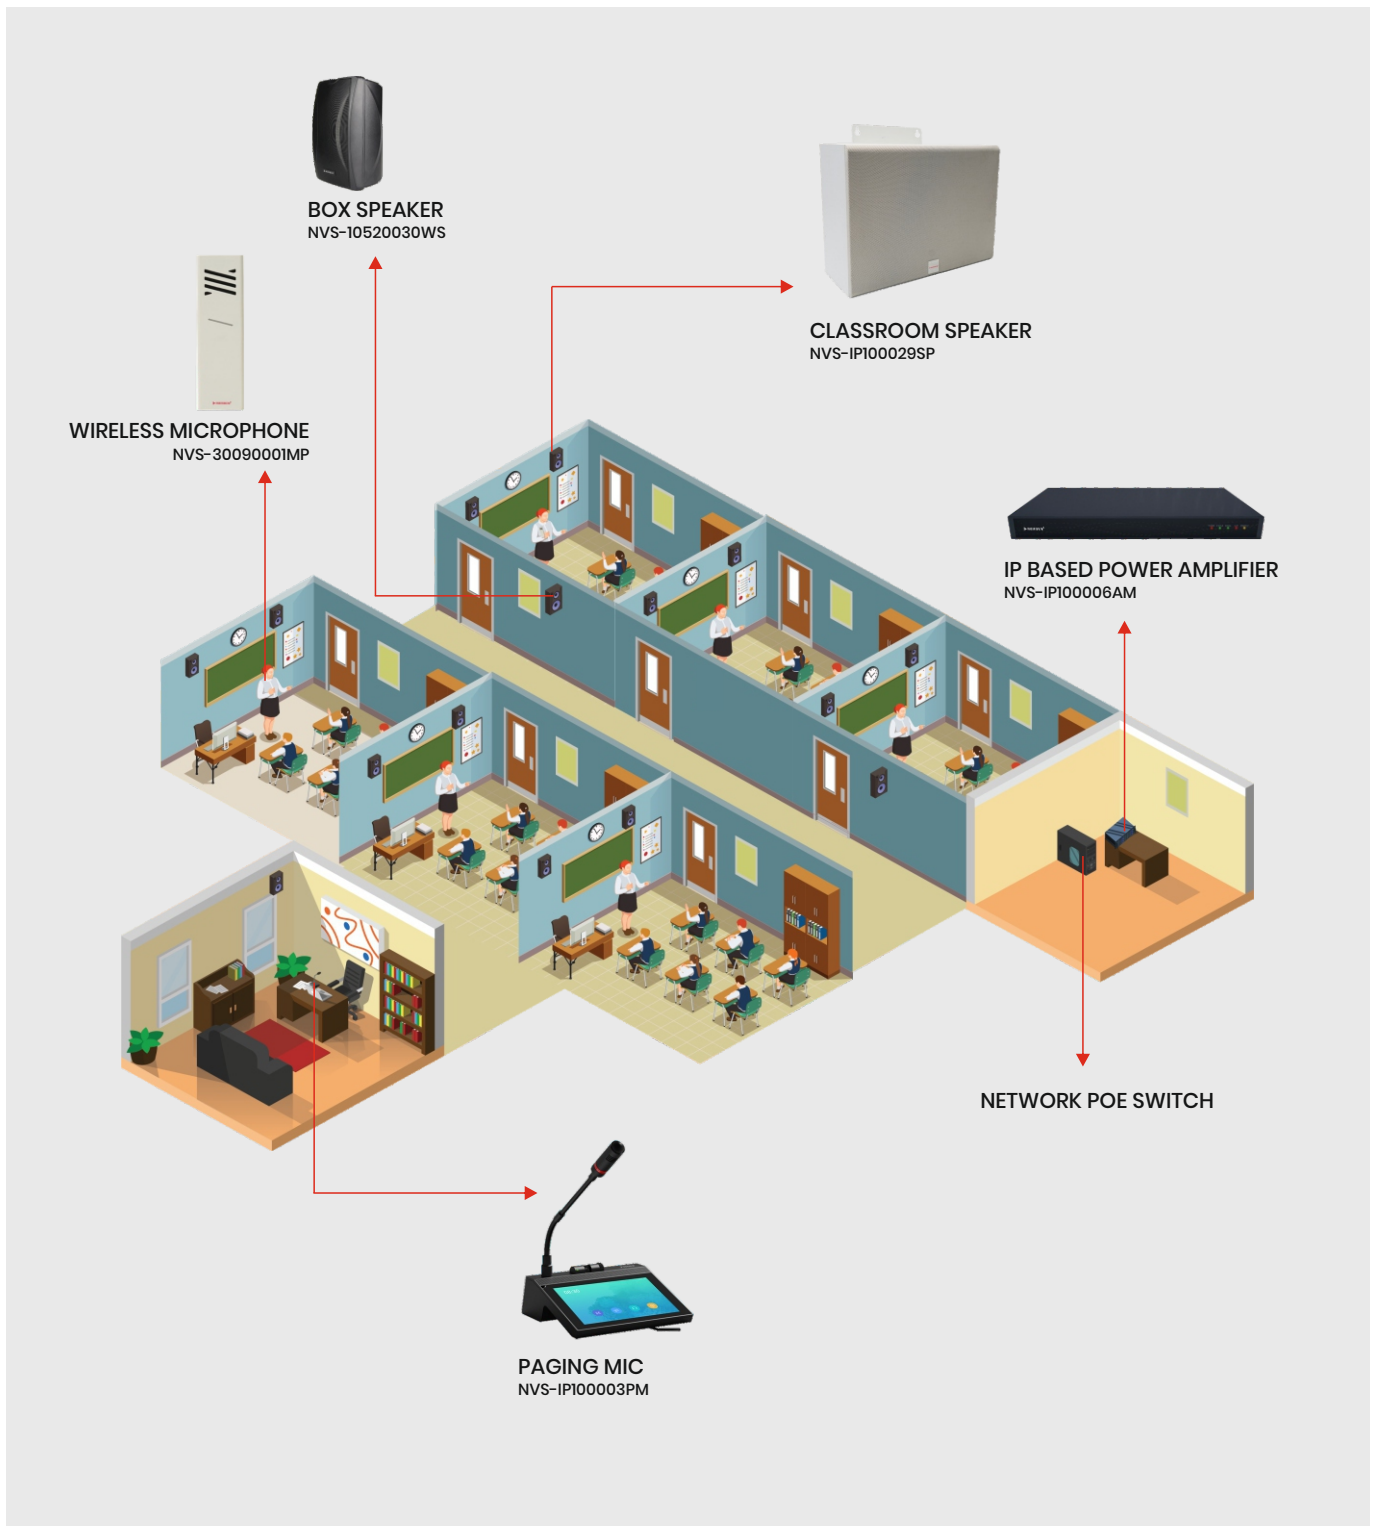 BOX SPEAKER
NVS-10520030WS
CLASSROOM SPEAKER
NVS-IP100029SP
WIRELESS MICROPHONE
NVS-30090001MP
IP BASED POWER AMPLIFIER
NVS-IP100006AM
NETWORK POE SWITCH
PAGING MIC
NVS-IP100003PM